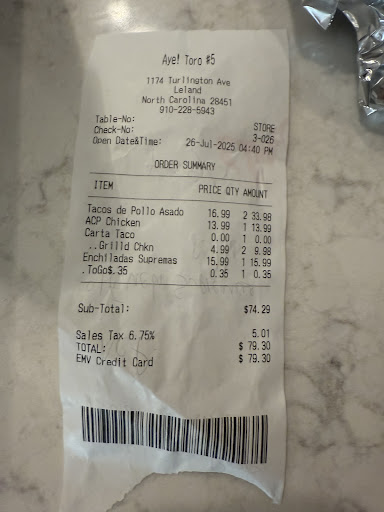 Aye! Toro #5
1174 Turlington Ave
Leland
North Carolina 28451
910-228-5943
Table-No: STORE
Check-No: 3-026
Open Date&Time: 26-Jul-2025 04:40 PM
ORDER SUMMARY
ITEM PRICE QTY AMOUNT
Tacos de Pollo Asado 16.99 2 33.98
ACP Chicken 13.99 1 13.99
Carta Taco 0.00 1 0.00
..Grilld Chkn 4.99 2 9.98
Enchilladas Supremas 15.99 1 15.99
.ToGo$.35 0.35 1 0.35
Sub-Total: $74.29
Sales Tax 6.75% 5.01
TOTAL: $ 79.30
EMV Credit Card $ 79.30